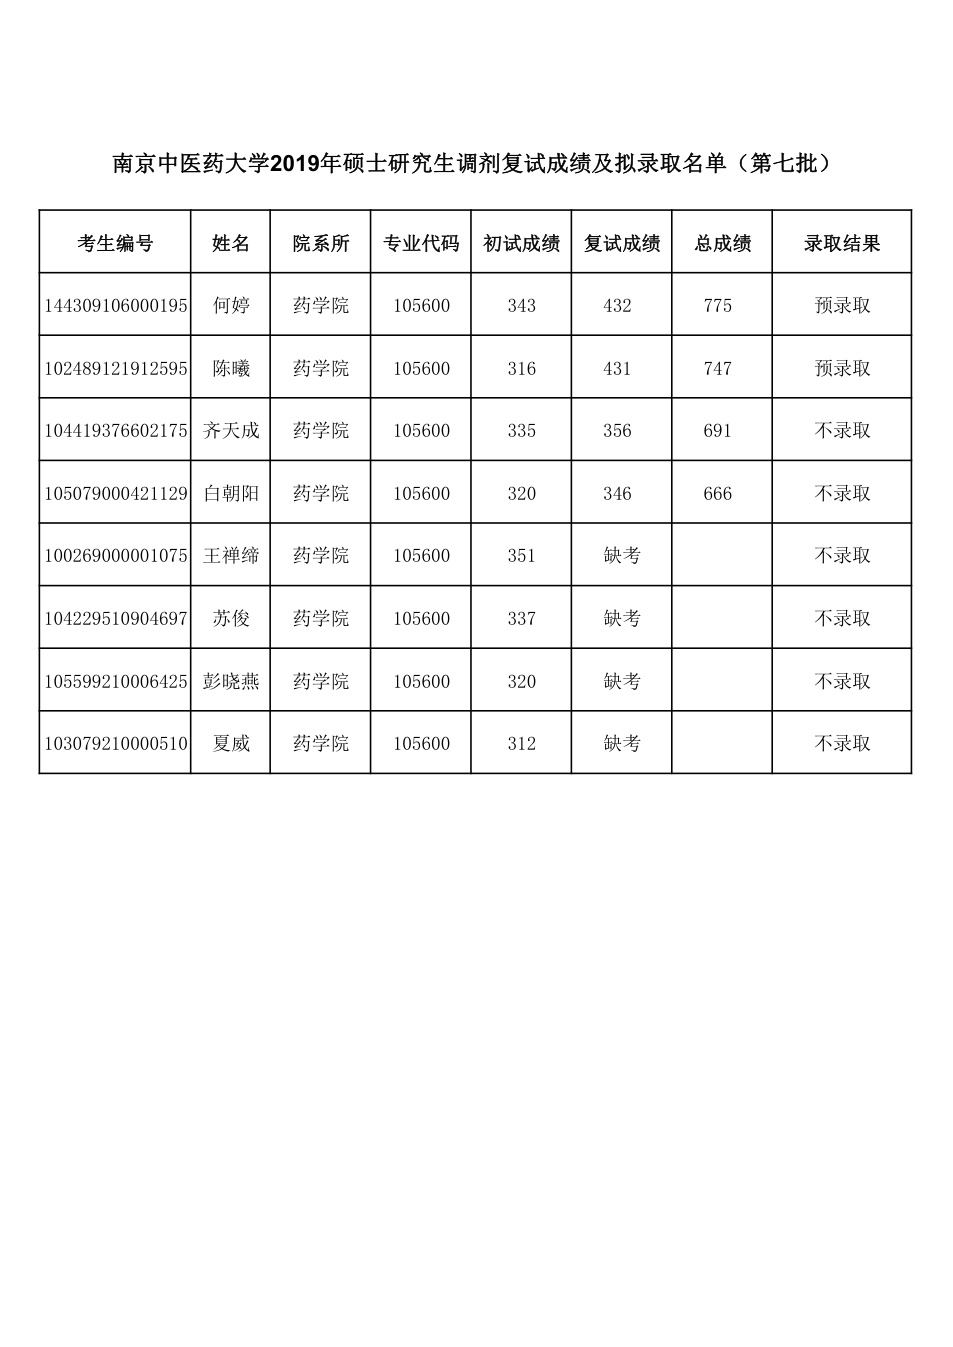 南京中医药大学2019年硕士研究生调剂复试成绩及拟录取名单（第七批）
考生编号 姓名 院系所 专业代码 初试成绩 复试成绩 总成绩 录取结果
144309106000195 何婷 药学院 105600 343 432 775 预录取
102489121912595 陈曦 药学院 105600 316 431 747 预录取
104419376602175 齐天成 药学院 105600 335 356 691 不录取
105079000421129 白朝阳 药学院 105600 320 346 666 不录取
100269000001075 王禅缔 药学院 105600 351 缺考 不录取
104229510904697 苏俊 药学院 105600 337 缺考 不录取
105599210006425 彭晓燕 药学院 105600 320 缺考 不录取
103079210000510 夏威 药学院 105600 312 缺考 不录取